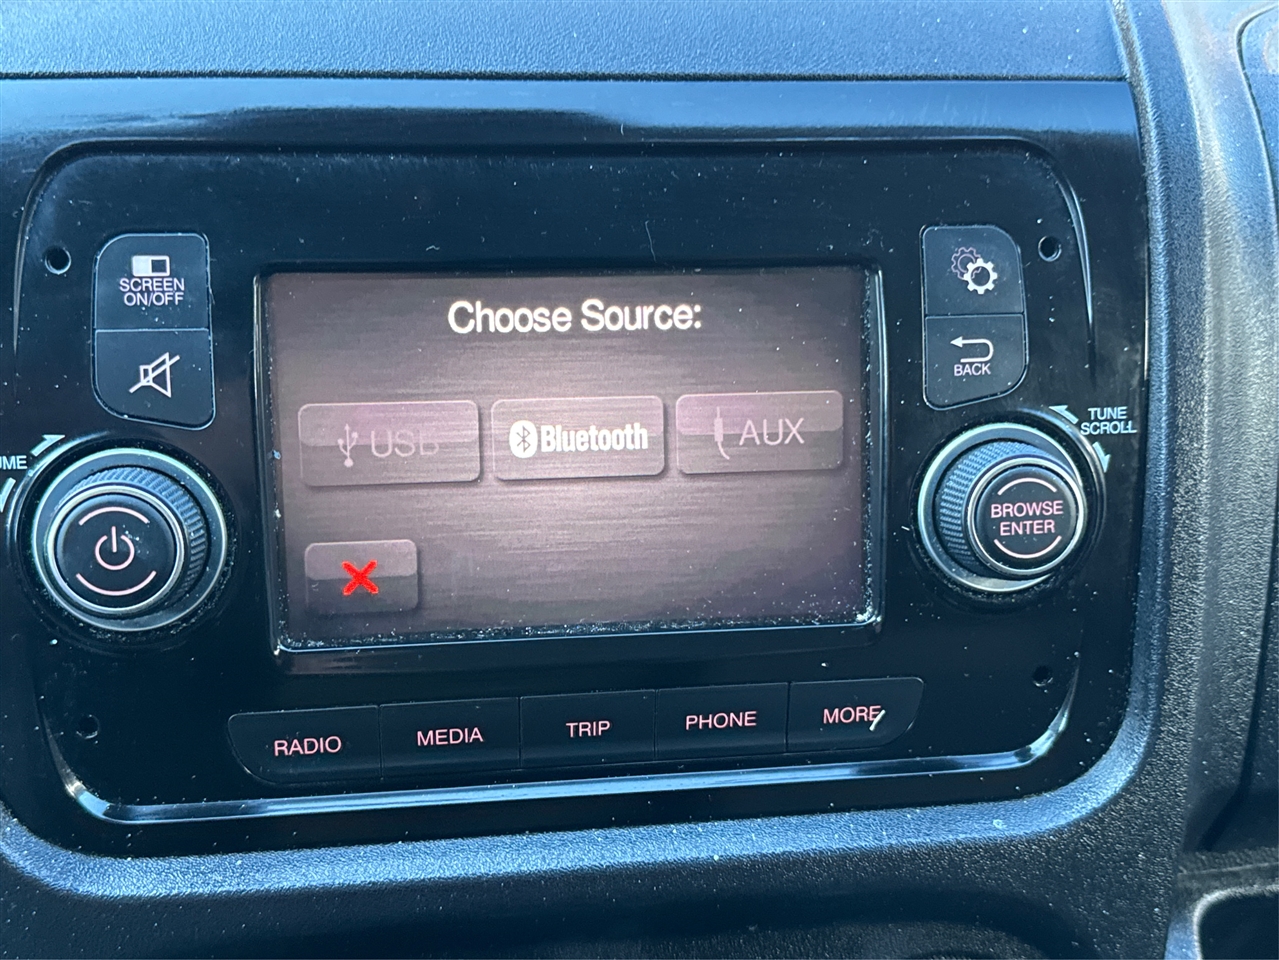 SCREEN
ON/OFF
Choose Source:
USB
Bluetooth
AUX
BACK
TUNE
SCROLL
BROWSE
ENTER
RADIO
MEDIA
TRIP
PHONE
MORE